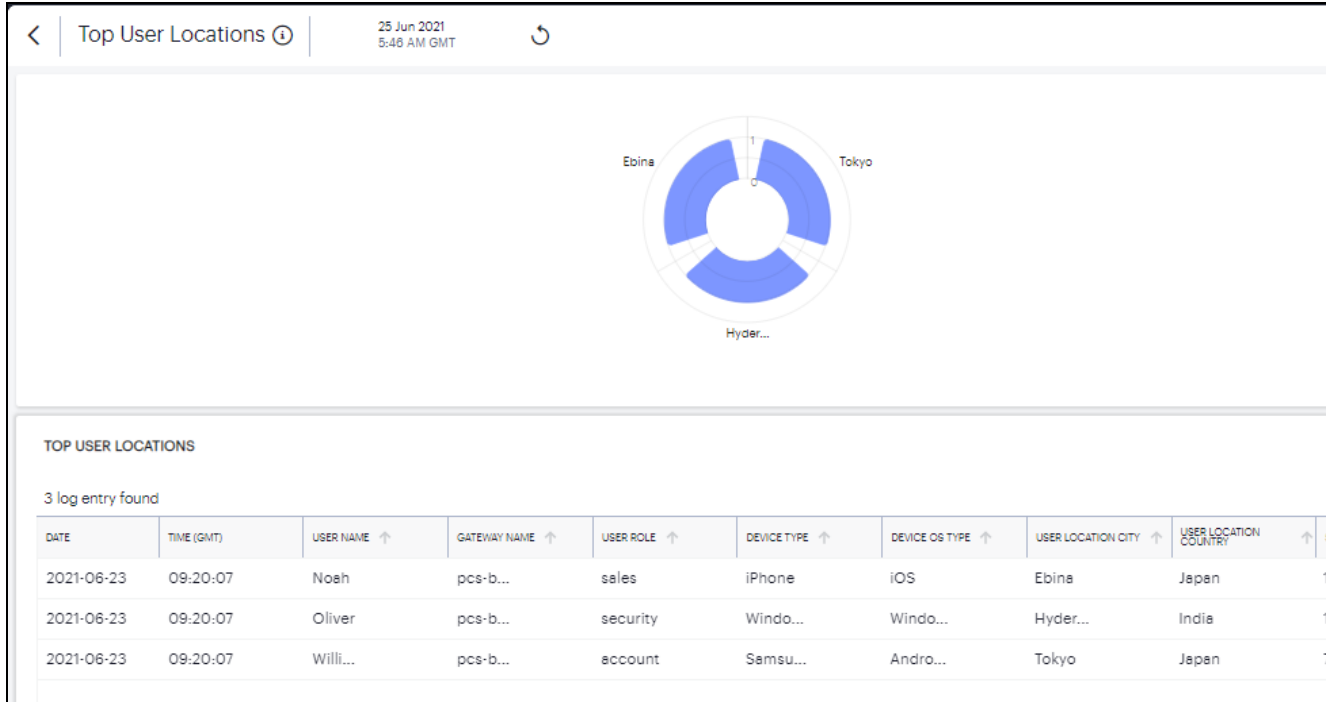 Top User Locations
25 Jun 2021
5:46 AM GMT
Ebina
1
Tokyo
0
Hyder...
TOP USER LOCATIONS
3 log entry found
DATE TIME (GMT) USER NAME GATEWAY NAME USER ROLE DEVICE TYPE DEVICE OS TYPE USER LOCATION CITY USER LOCATION COUNTRY
2021-06-23 09:20:07 Noah pcs-b... sales iPhone iOS Ebina Japan
2021-06-23 09:20:07 Oliver pcs-b... security Windo... Windo... Hyder... India
2021-06-23 09:20:07 Willi... pcs-b... account Samsu... Andro... Tokyo Japan